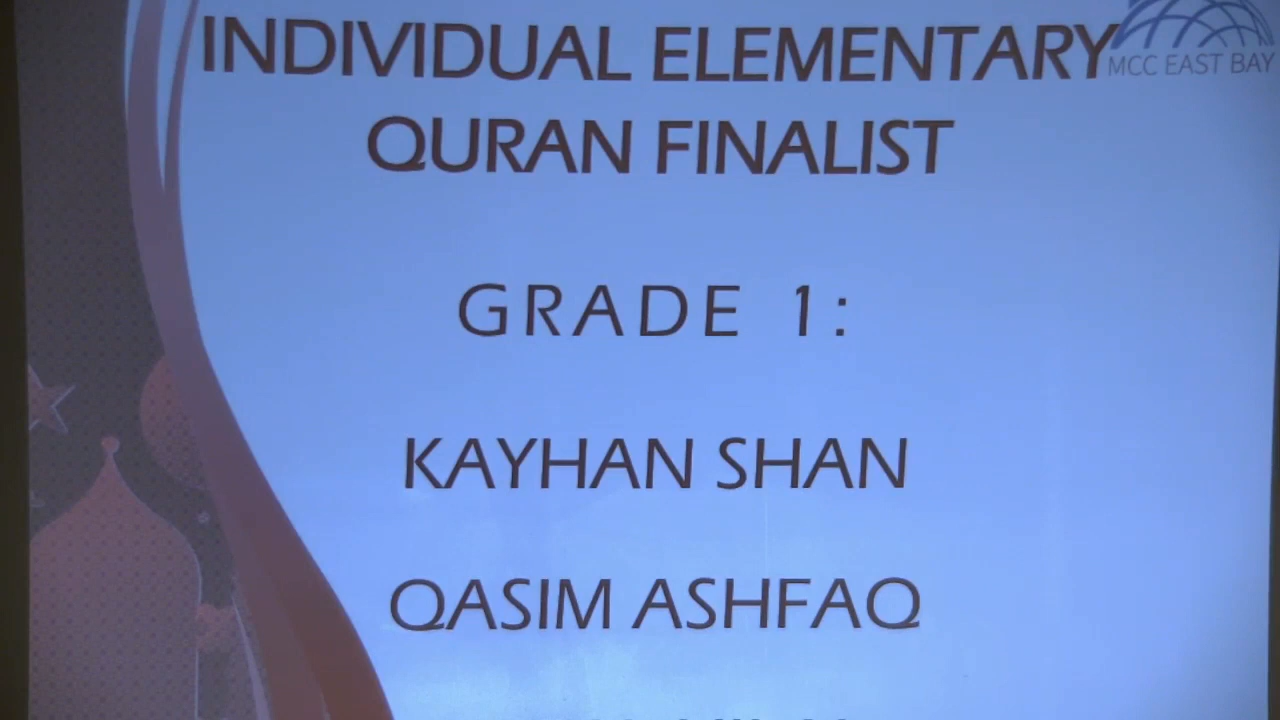 INDIVIDUAL ELEMENTARY
MCC EAST BAY
QURAN FINALIST
GRADE 1:
KAYHAN SHAN
QASIM ASHFAQ